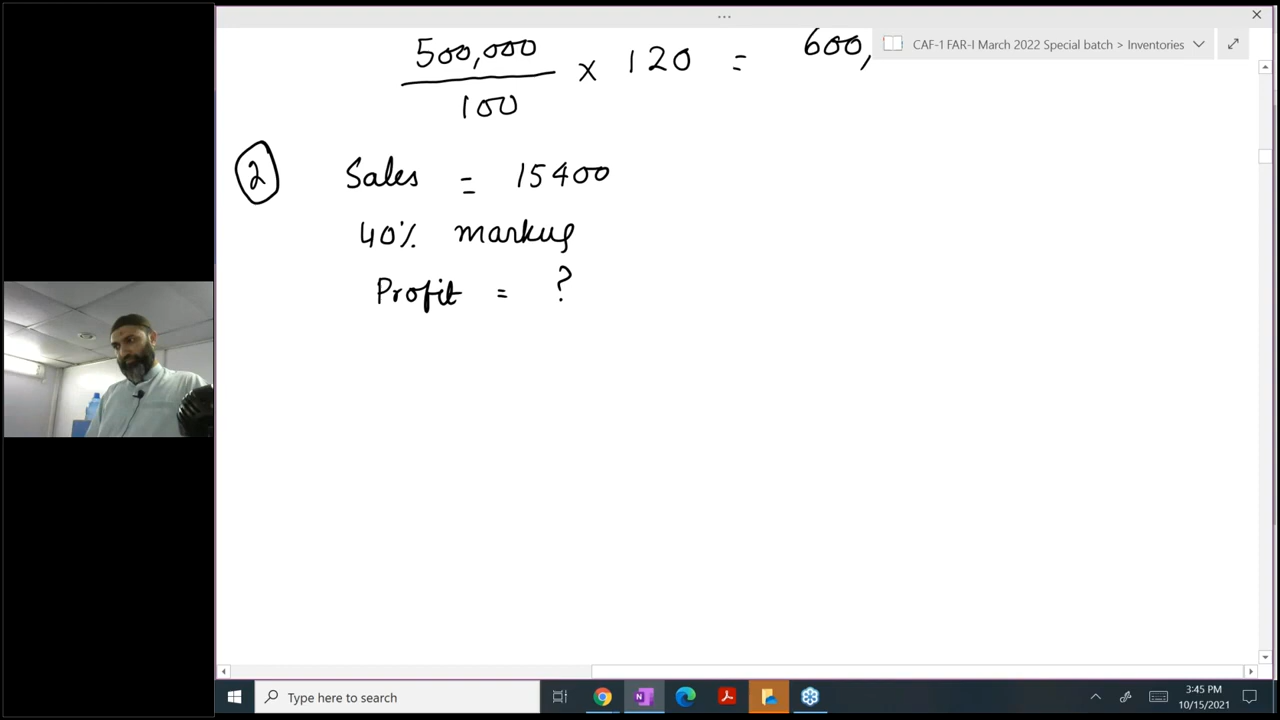 500,000
100 × 120 = 600,
CAF-1 FAR-I March 2022 Special batch > Inventories
2 Sales = 15400
40% markup
Profit = ?
Type here to search
3:45 PM
10/15/2021